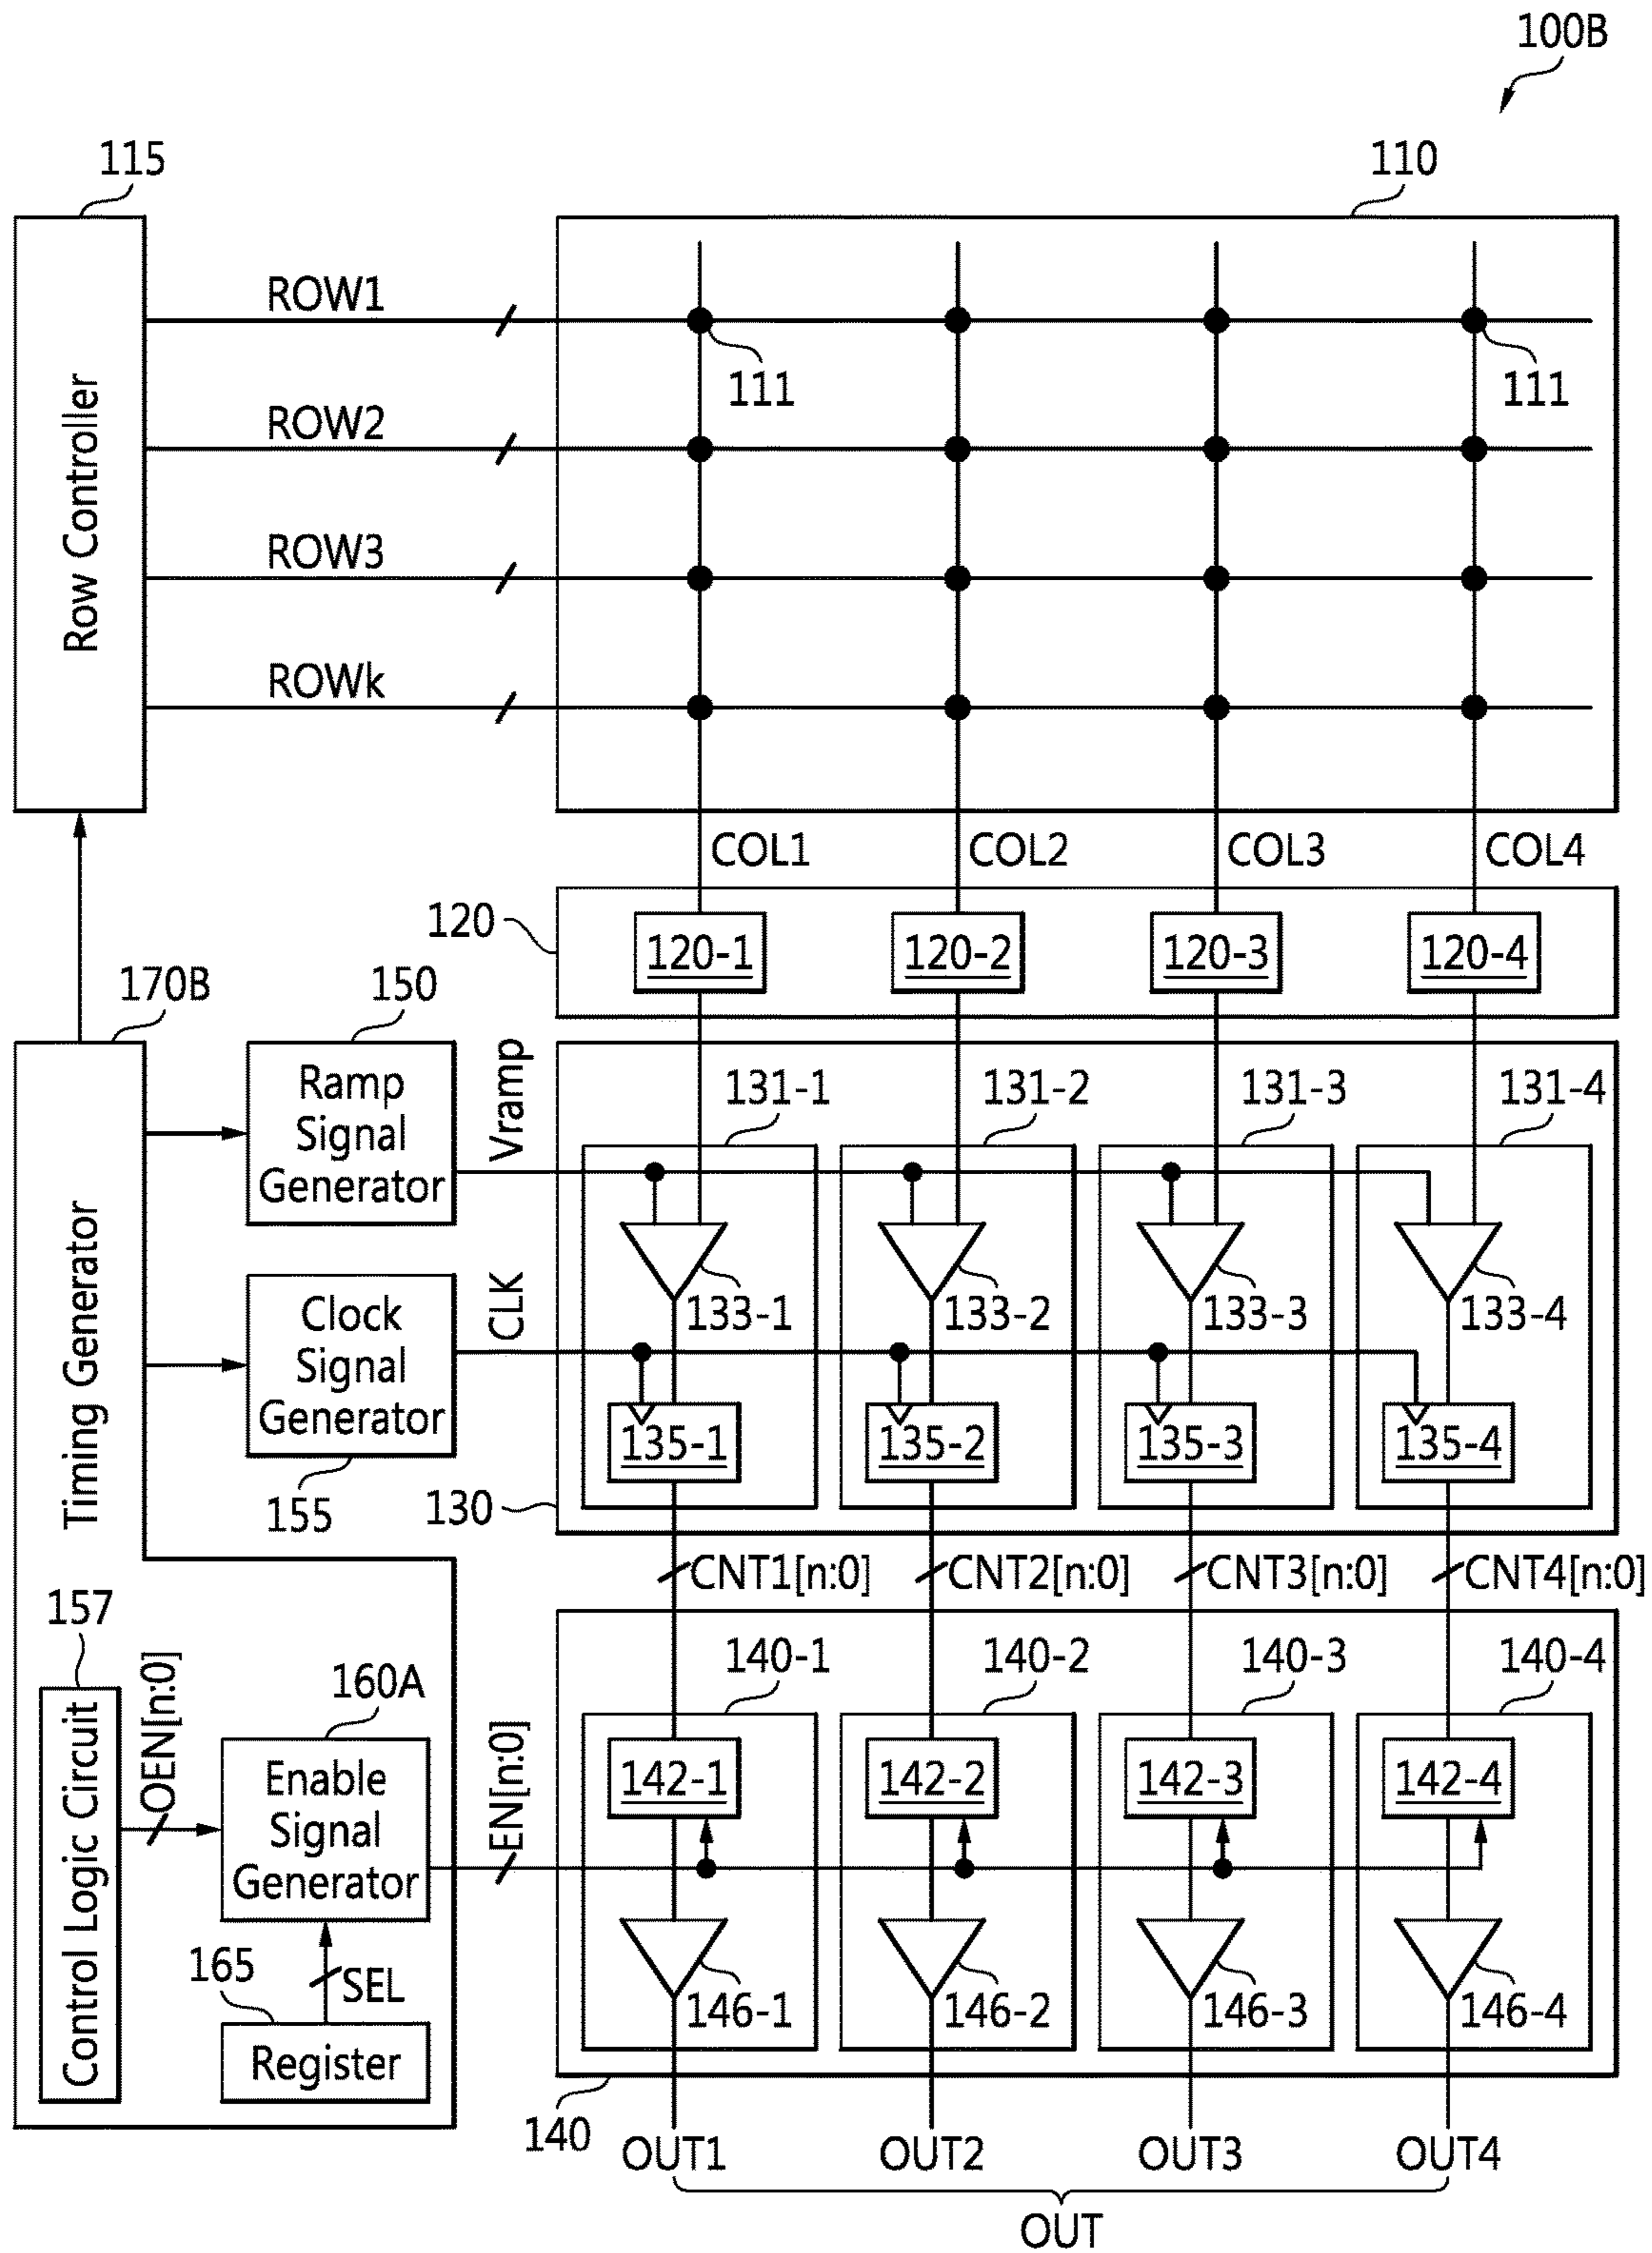 100B
115
110
ROW1
111
111
ROW2
ROW3
ROWk
Row Controller
COL1
COL2
COL3
COL4
120
120-1
120-2
120-3
120-4
170B
150
Ramp
Signal
Generator
Vramp
131-1
131-2
131-3
131-4
133-1
133-2
133-3
133-4
Clock
Signal
Generator
CLK
155
Timing Generator
135-1
135-2
135-3
135-4
130
CNT1[n:0]
CNT2[n:0]
CNT3[n:0]
CNT4[n:0]
157
Control Logic Circuit
OEN[n:0]
160A
Enable
Signal
Generator
EN[n:0]
140-1
140-2
140-3
140-4
142-1
142-2
142-3
142-4
165
SEL
Register
146-1
146-2
146-3
146-4
140
OUT1
OUT2
OUT3
OUT4
OUT